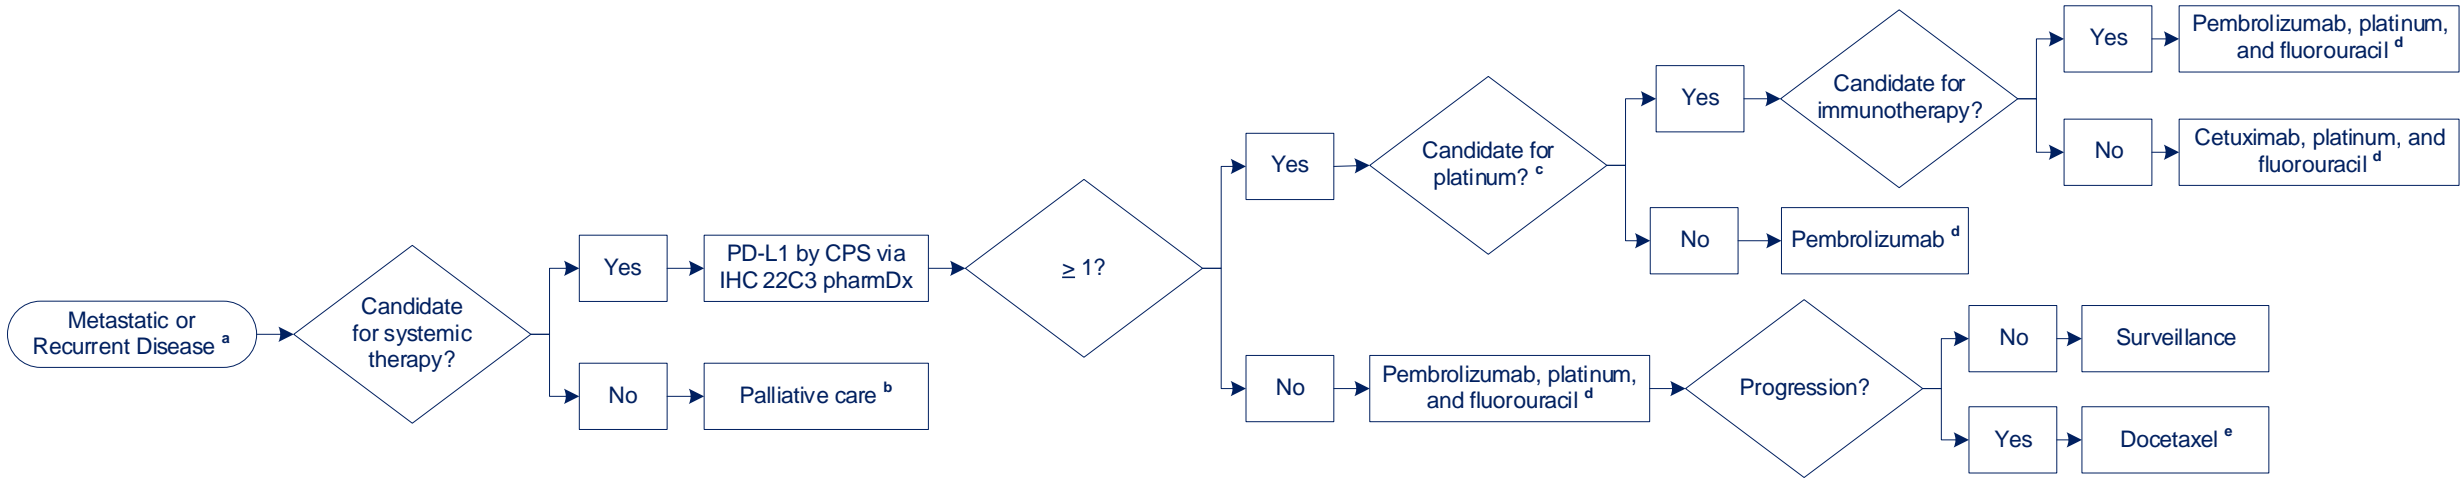 Metastatic or
Recurrent Disease a
Candidate
for systemic
therapy?
Yes
PD-L1 by CPS via
IHC 22C3 pharmDx
No
Palliative care b
≥ 1?
Yes
Candidate for
platinum? c
Yes
Candidate for
immunotherapy?
Yes
Pembrolizumab, platinum,
and fluorouracil d
No
Cetuximab, platinum, and
fluorouracil d
No
Pembrolizumab d
No
Pembrolizumab, platinum,
and fluorouracil d
Progression?
No
Surveillance
Yes
Docetaxel e